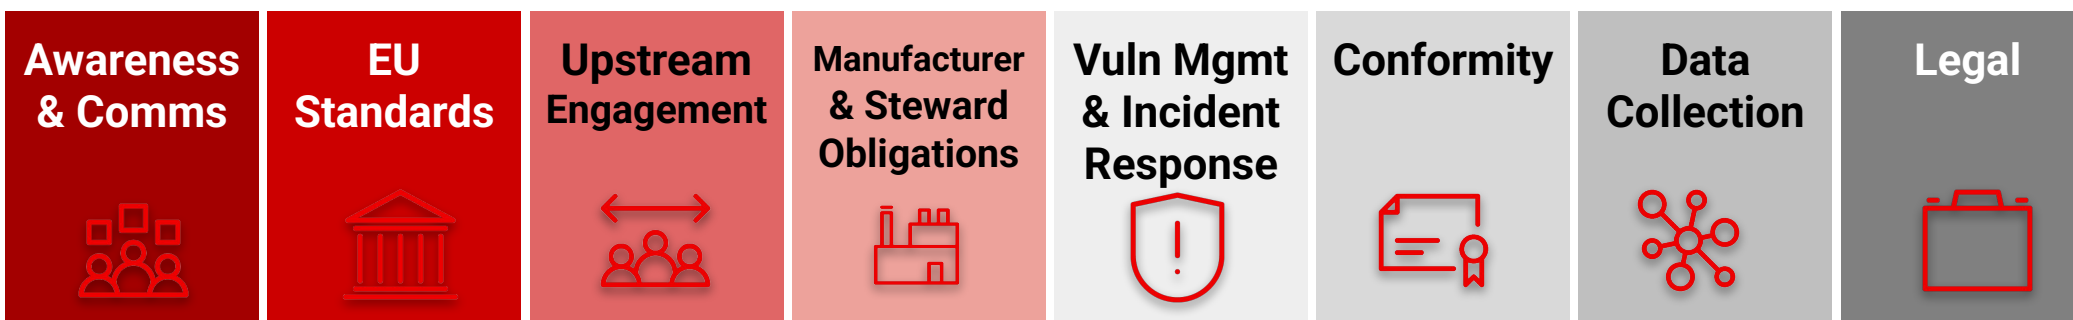 Awareness
& Comms
EU
Standards
Upstream
Engagement
Manufacturer
& Steward
Obligations
Vuln Mgmt
& Incident
Response
Conformity
Data
Collection
Legal